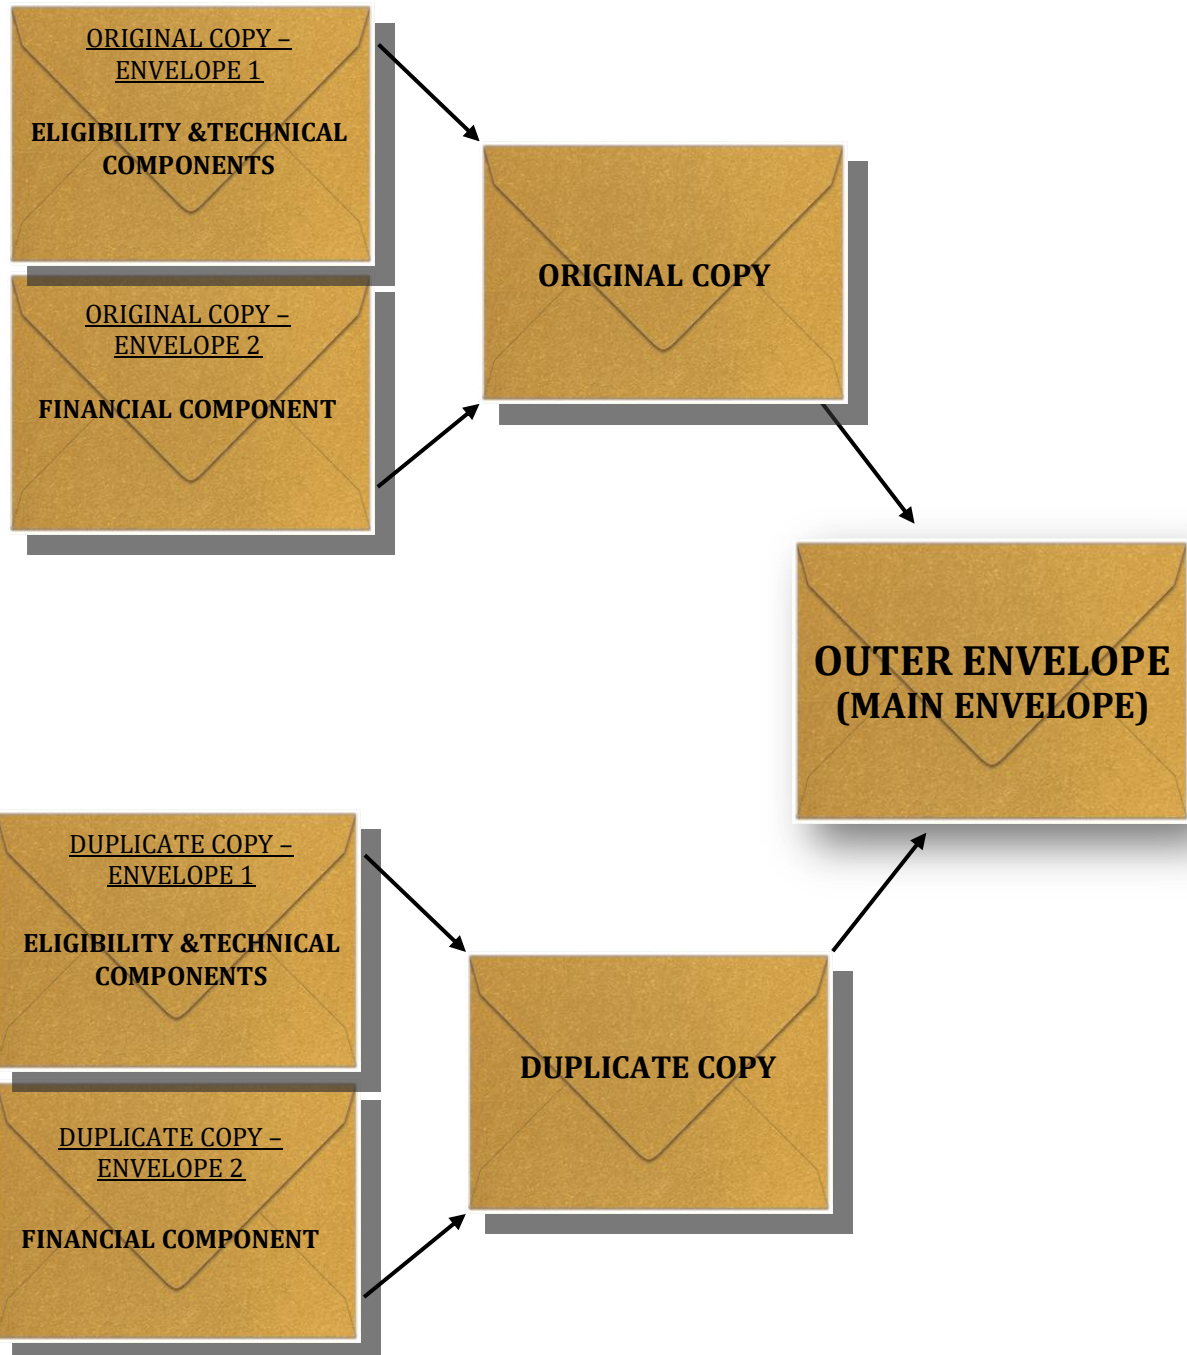 ORIGINAL COPY –
ENVELOPE 1
ELIGIBILITY &TECHNICAL
COMPONENTS
ORIGINAL COPY –
ENVELOPE 2
FINANCIAL COMPONENT
ORIGINAL COPY
OUTER ENVELOPE
(MAIN ENVELOPE)
DUPLICATE COPY –
ENVELOPE 1
ELIGIBILITY &TECHNICAL
COMPONENTS
DUPLICATE COPY –
ENVELOPE 2
FINANCIAL COMPONENT
DUPLICATE COPY